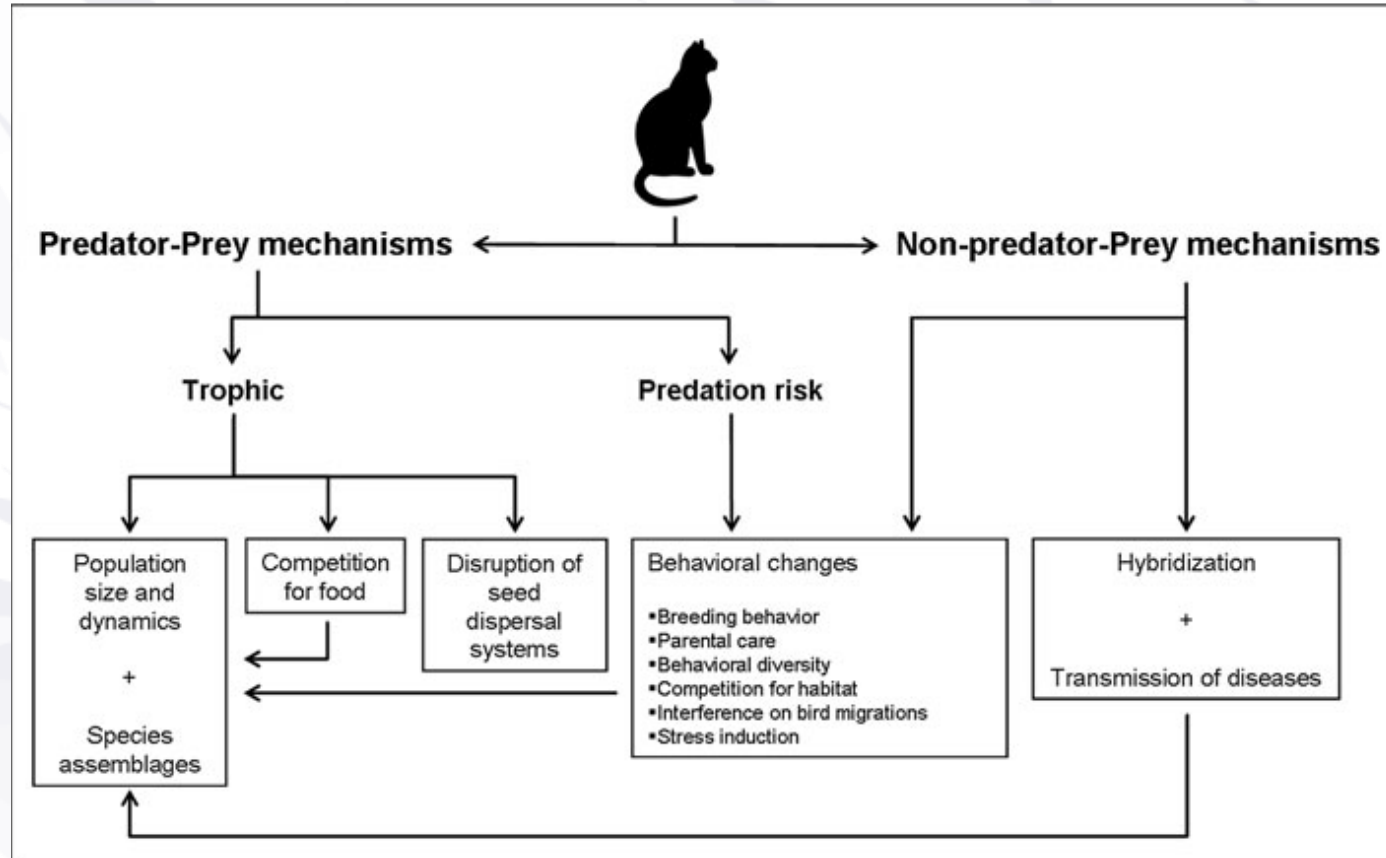 Predator-Prey mechanisms
Non-predator-Prey mechanisms
Trophic
Predation risk
Population
size and
dynamics
+
Species
assemblages
Competition
for food
Disruption of
seed
dispersal
systems
Behavioral changes
▪Breeding behavior
▪Parental care
▪Behavioral diversity
▪Competition for habitat
▪Interference on bird migrations
▪Stress induction
Hybridization
+
Transmission of diseases